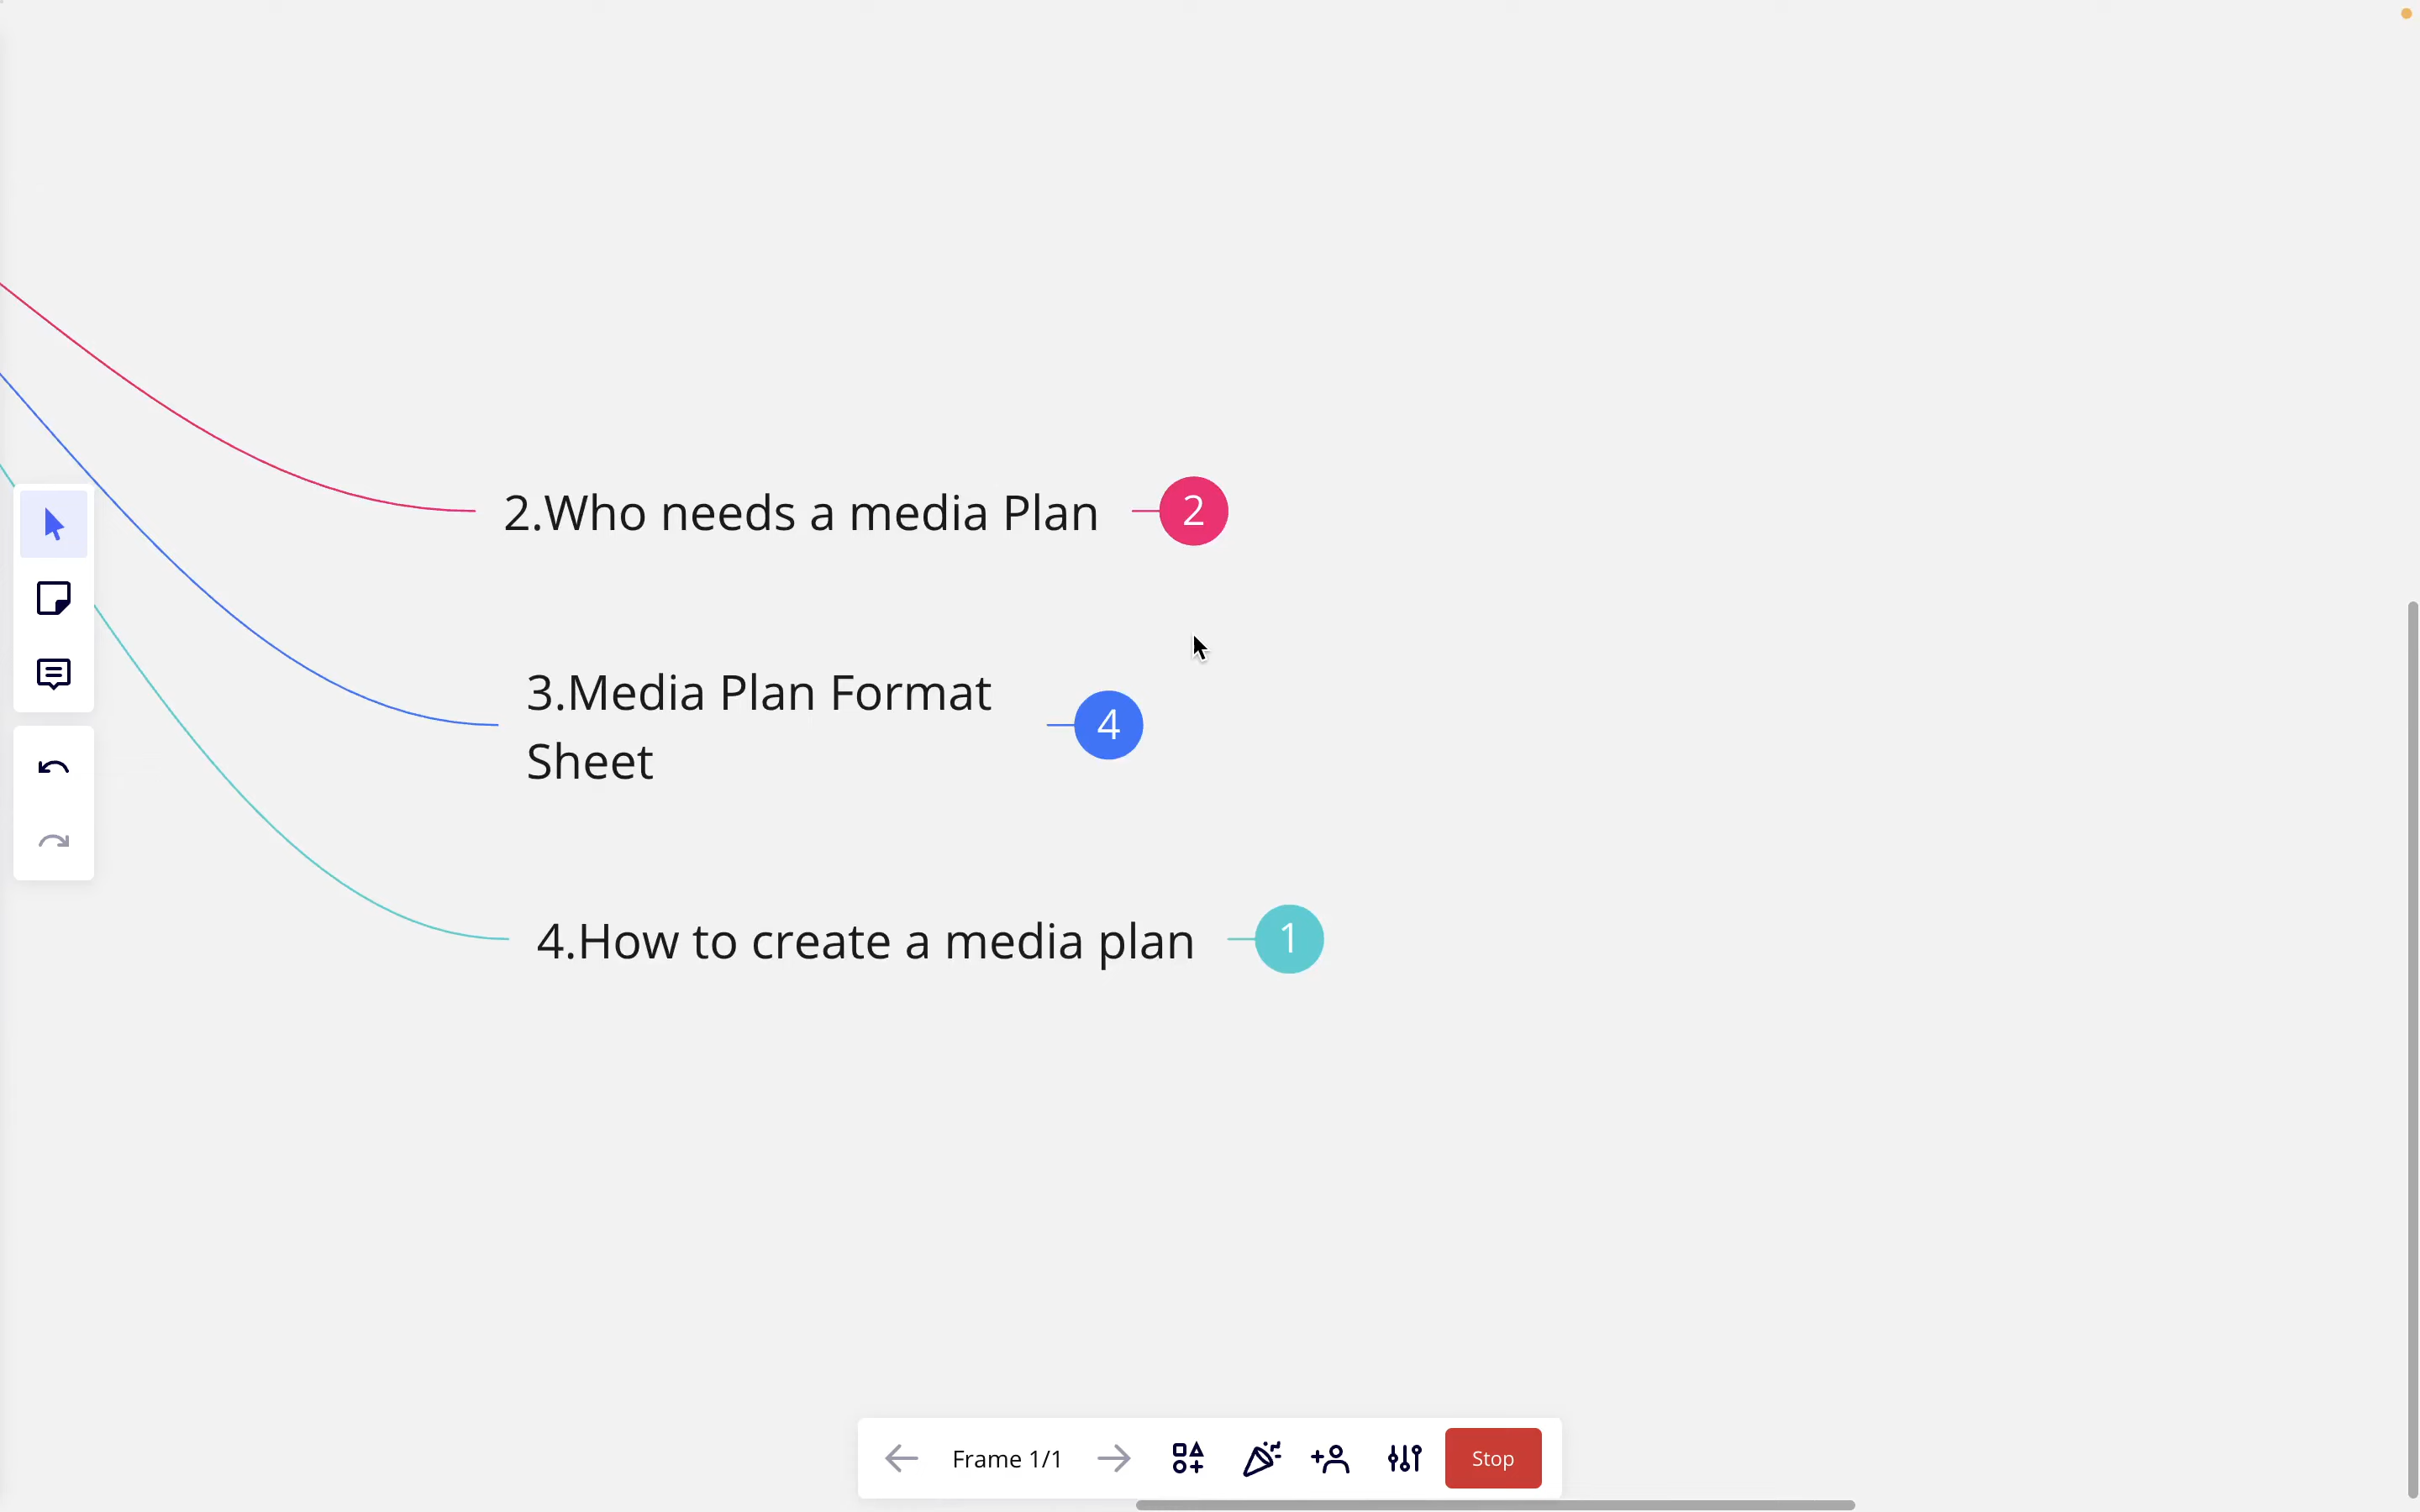 2.Who needs a media Plan
2
3.Media Plan Format
Sheet
4
4.How to create a media plan
1
Frame 1/1
Stop